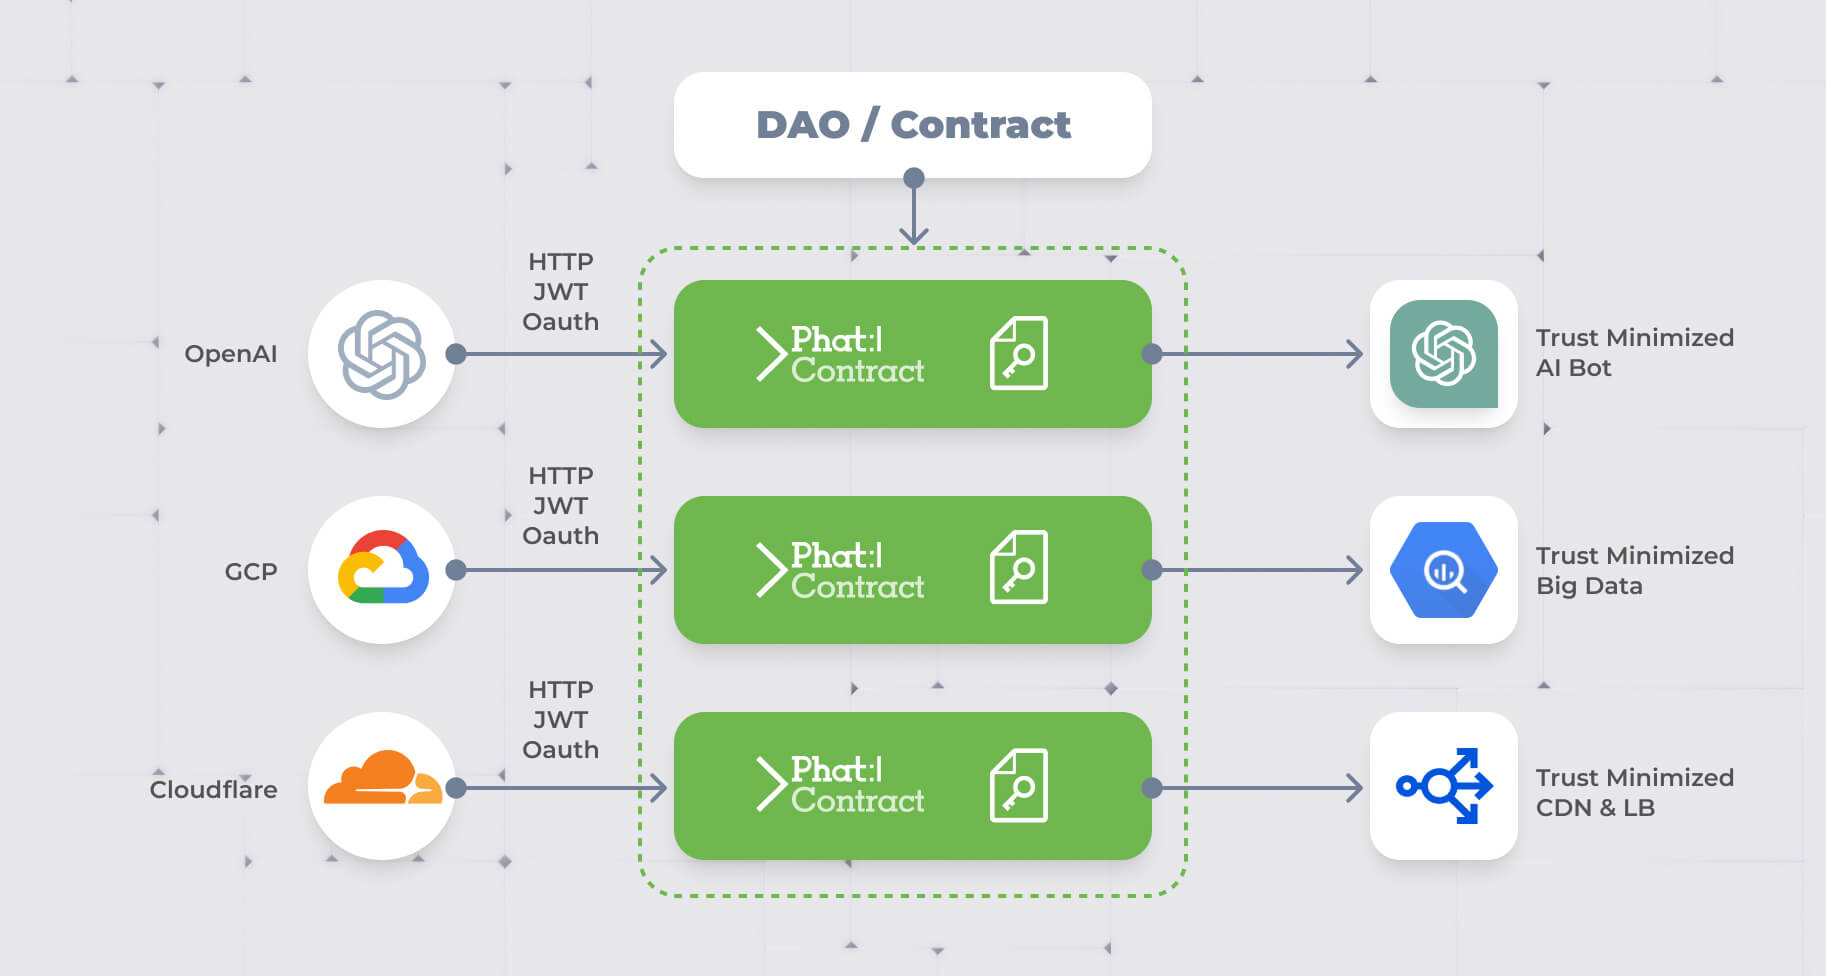 DAO / Contract
HTTP
JWT
Oauth
OpenAI
Phat:|
Contract
Trust Minimized
AI Bot
HTTP
JWT
Oauth
GCP
Phat:|
Contract
Trust Minimized
Big Data
HTTP
JWT
Oauth
Cloudflare
Phat:|
Contract
Trust Minimized
CDN & LB